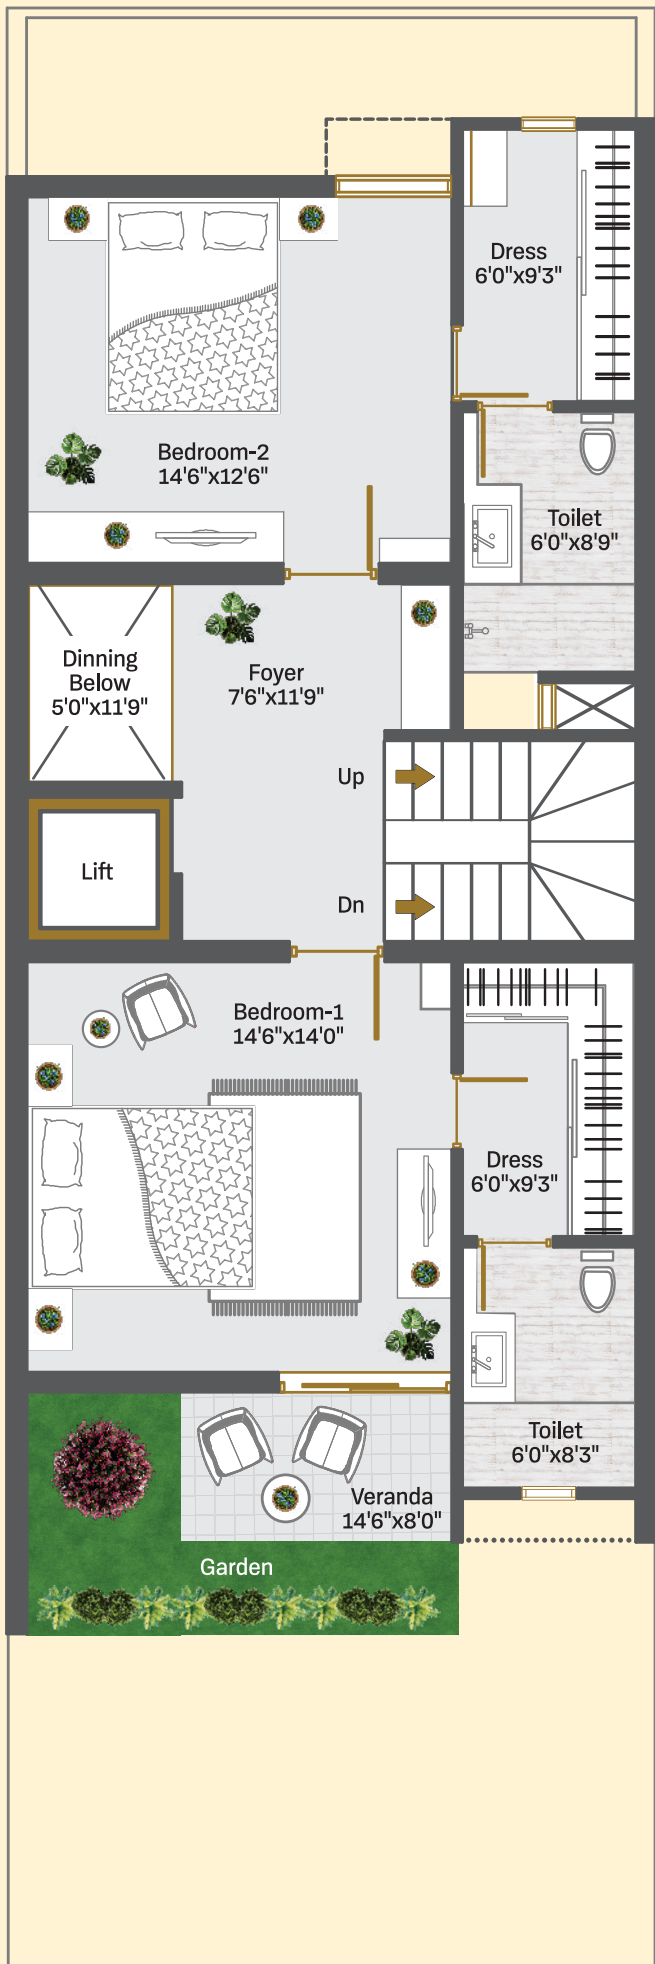 Dress
6'0"x9'3"
Bedroom-2
14'6"x12'6"
Toilet
6'0"x8'9"
Dinning
Below
5'0"x11'9"
Foyer
7'6"x11'9"
Up
Lift
Dn
Bedroom-1
14'6"x14'0"
Dress
6'0"x9'3"
Toilet
6'0"x8'3"
Veranda
14'6"x8'0"
Garden